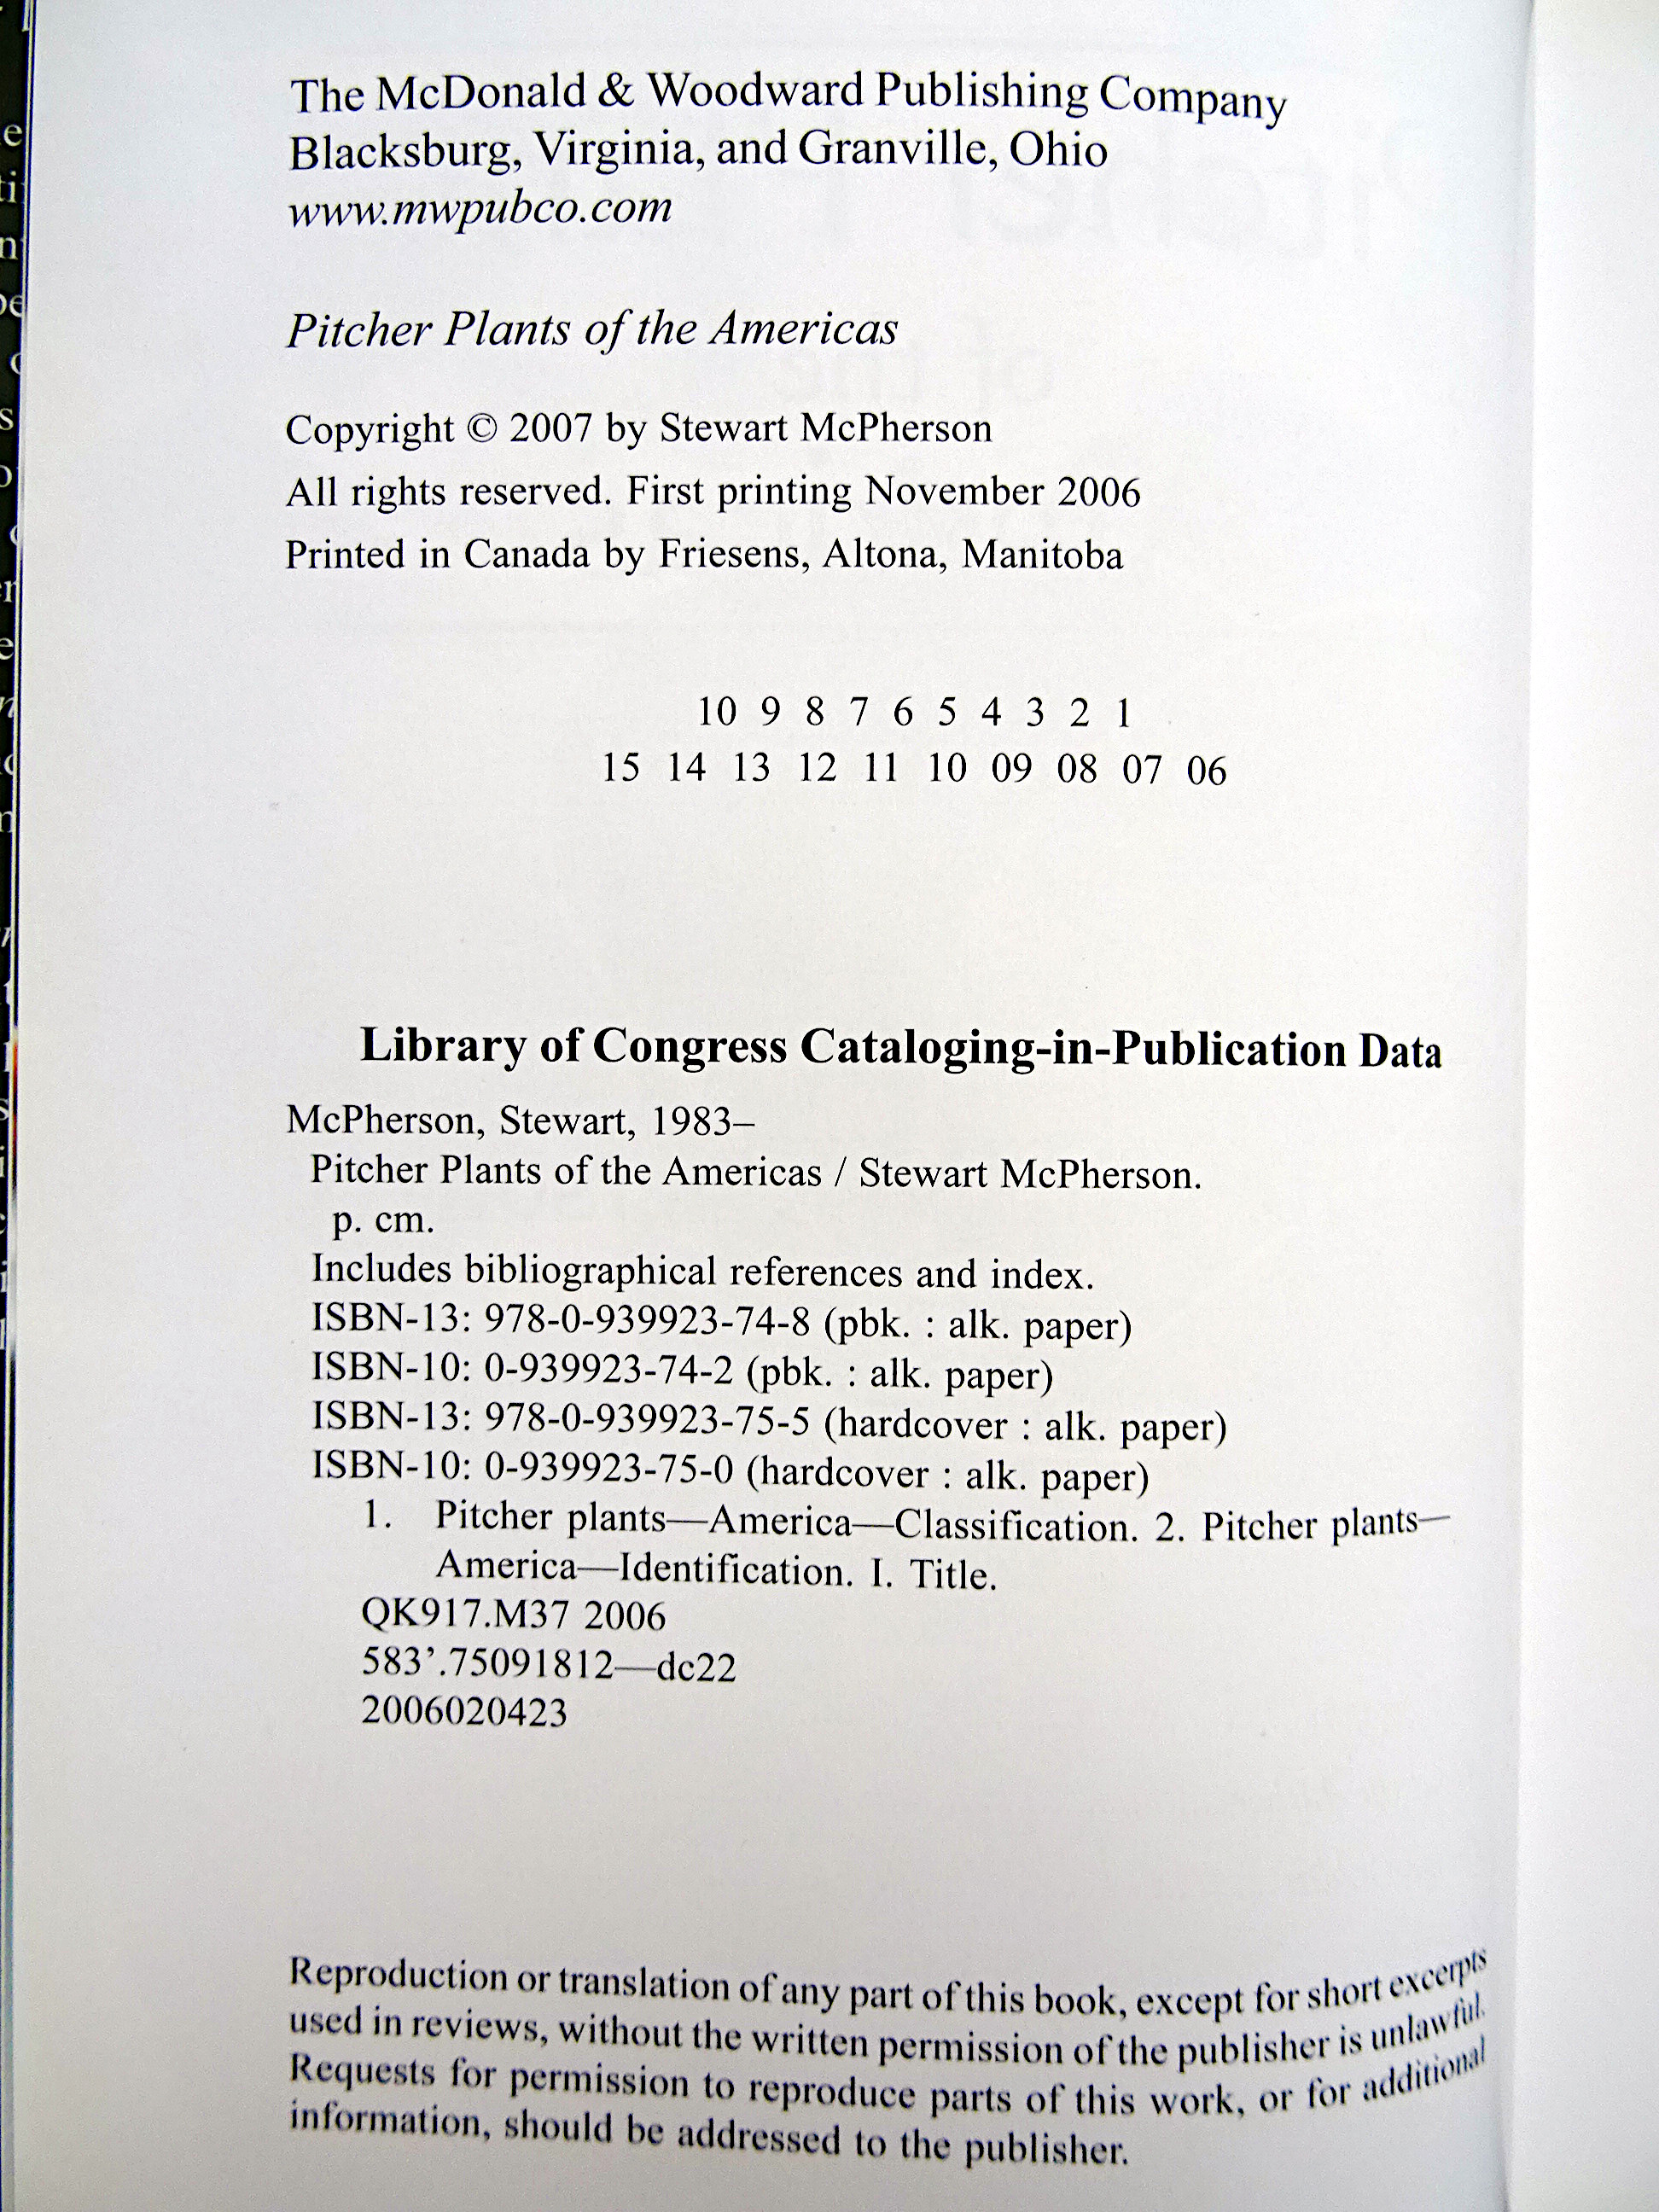 The McDonald & Woodward Publishing Company
Blacksburg, Virginia, and Granville, Ohio
www.mwpubco.com
Pitcher Plants of the Americas
Copyright © 2007 by Stewart McPherson
All rights reserved. First printing November 2006
Printed in Canada by Friesens, Altona, Manitoba
10 9 8 7 6 5 4 3 2 1
15 14 13 12 11 10 09 08 07 06
Library of Congress Cataloging-in-Publication Data
McPherson, Stewart, 1983–
Pitcher Plants of the Americas / Stewart McPherson.
p. cm.
Includes bibliographical references and index.
ISBN-13: 978-0-939923-74-8 (pbk. : alk. paper)
ISBN-10: 0-939923-74-2 (pbk. : alk. paper)
ISBN-13: 978-0-939923-75-5 (hardcover : alk. paper)
ISBN-10: 0-939923-75-0 (hardcover : alk. paper)
1. Pitcher plants—America—Classification. 2. Pitcher plants—
America—Identification. I. Title.
QK917.M37 2006
583’.75091812—dc22
2006020423
Reproduction or translation of any part of this book, except for short excerpts
used in reviews, without the written permission of the publisher is unlawful.
Requests for permission to reproduce parts of this work, or for additional
information, should be addressed to the publisher.